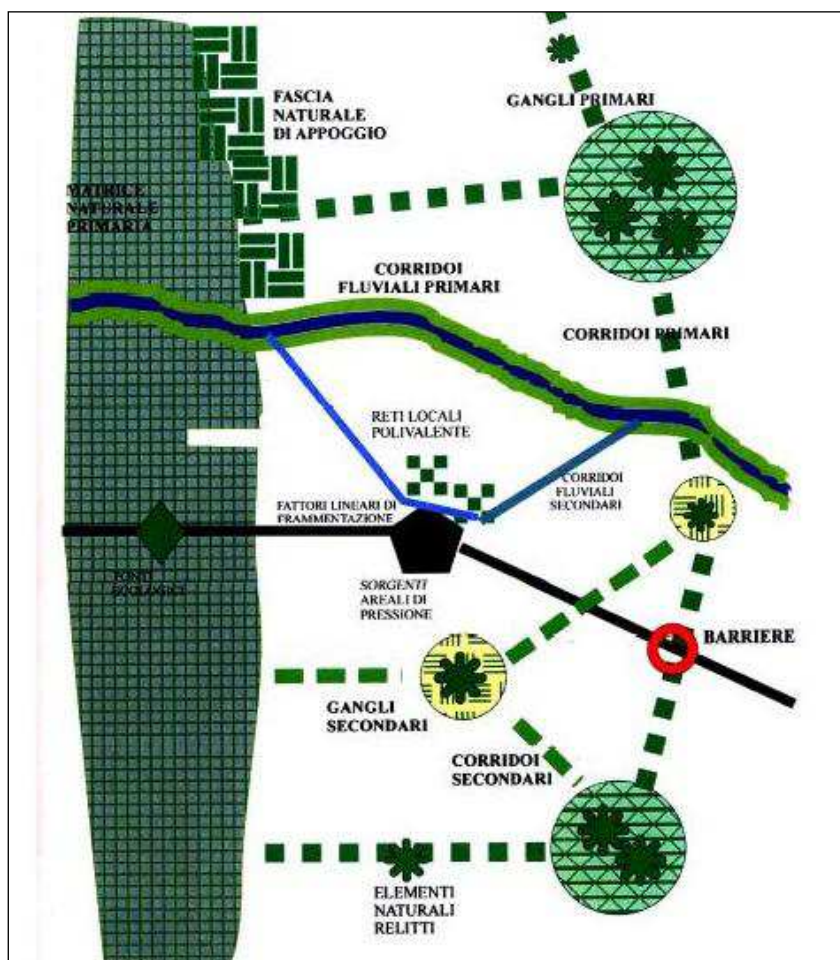 FASCIA
NATURALE
DI APPOGGIO
GANGLI PRIMARI
MATRICE
NATURALE
PRIMARIA
CORRIDOI
FLUVIALI PRIMARI
CORRIDOI PRIMARI
RETI LOCALI
POLIVALENTE
CORRIDOI
FLUVIALI
SECONDARI
FATTORI LINEARI DI
FRAMMENTAZIONE
PONTI
ECOLOGICI
SORGENTI
AREALI DI
PRESSIONE
BARRIERE
GANGLI
SECONDARI
CORRIDOI
SECONDARI
ELEMENTI
NATURALI
RELITTI